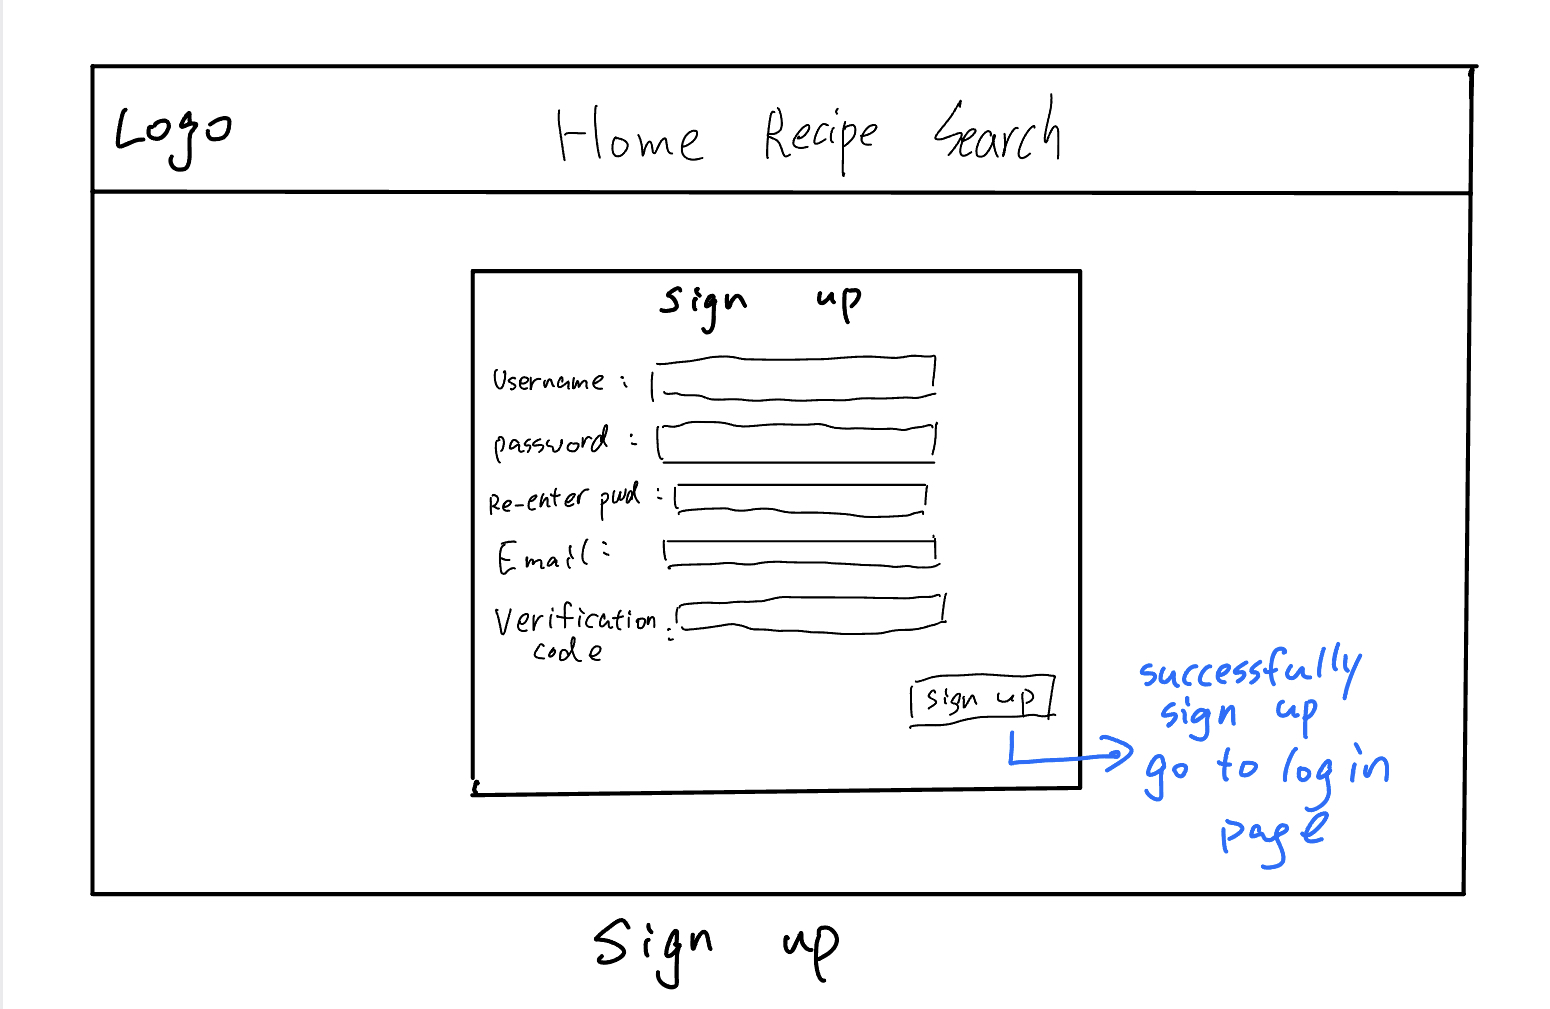 Logo Home Recipe Search
Sign up
Username :
password :
Re-enter pwd :
Email :
Verification
code :
sign up
successfully
sign up
go to log in
page
Sign up